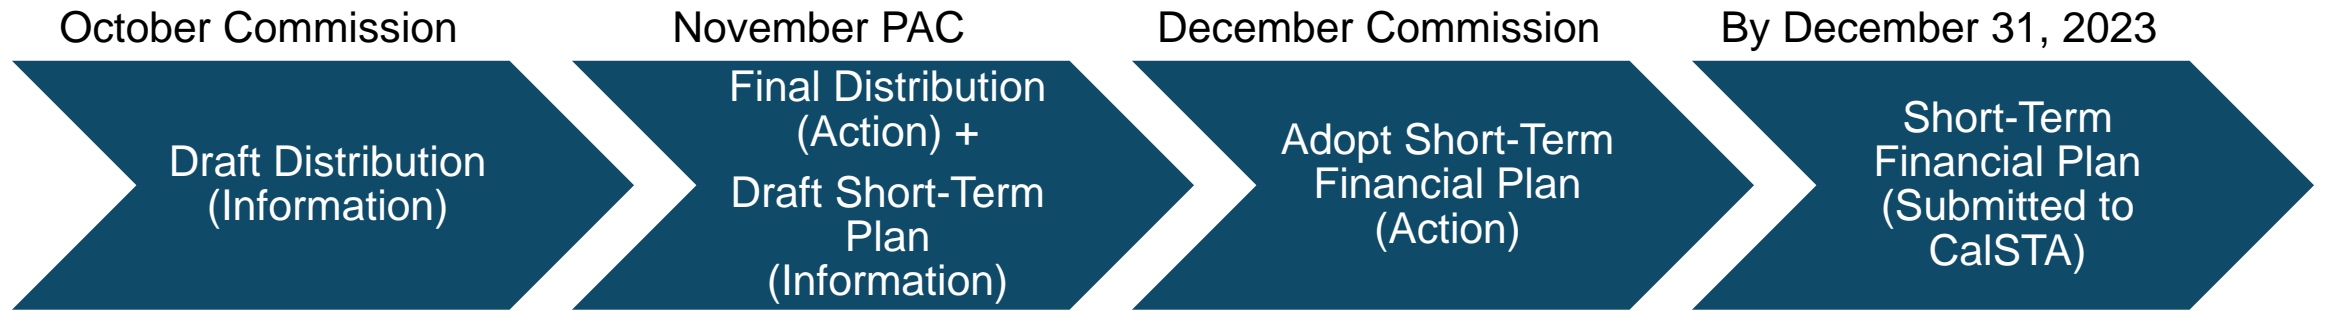 October Commission
Draft Distribution
(Information)
November PAC
Final Distribution
(Action) +
Draft Short-Term
Plan
(Information)
December Commission
Adopt Short-Term
Financial Plan
(Action)
By December 31, 2023
Short-Term
Financial Plan
(Submitted to
CalSTA)